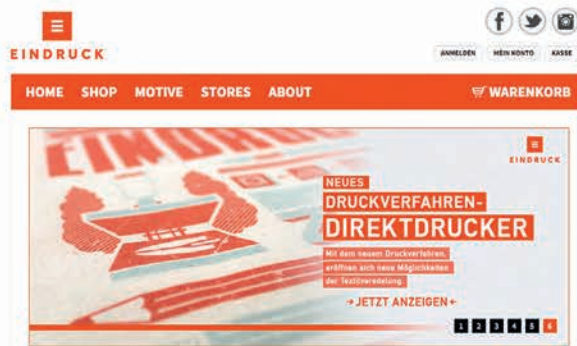 EINDRUCK
ANMELDEN MEIN KONTO KASSE
HOME SHOP MOTIVE STORES ABOUT WARENKORB
EINDRUCK
NEUES
DRUCKVERFAHREN-
DIREKTDRUCKER
Mit dem neuem Druckverfahren,
eröffnen sich neue Möglichkeiten
der Textilveredelung.
→JETZT ANZEIGEN←
1 2 3 4 5 6